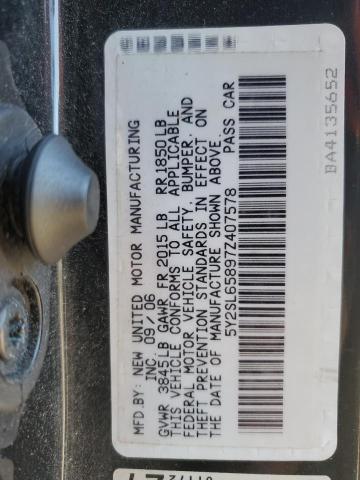 MFD.BY: NEW UNITED MOTOR MANUFACTURING
INC. 09/06
GVWR 3845LB GAWR FR 2015LB RR1850LB
THIS VEHICLE CONFORMS TO ALL APPLICABLE
FEDERAL MOTOR VEHICLE SAFETY, BUMPER, AND
THEFT PREVENTION STANDARDS IN EFFECT ON
THE DATE OF MANUFACTURE SHOWN ABOVE.
5Y2SL65897Z407578 PASS CAR
BA4135652